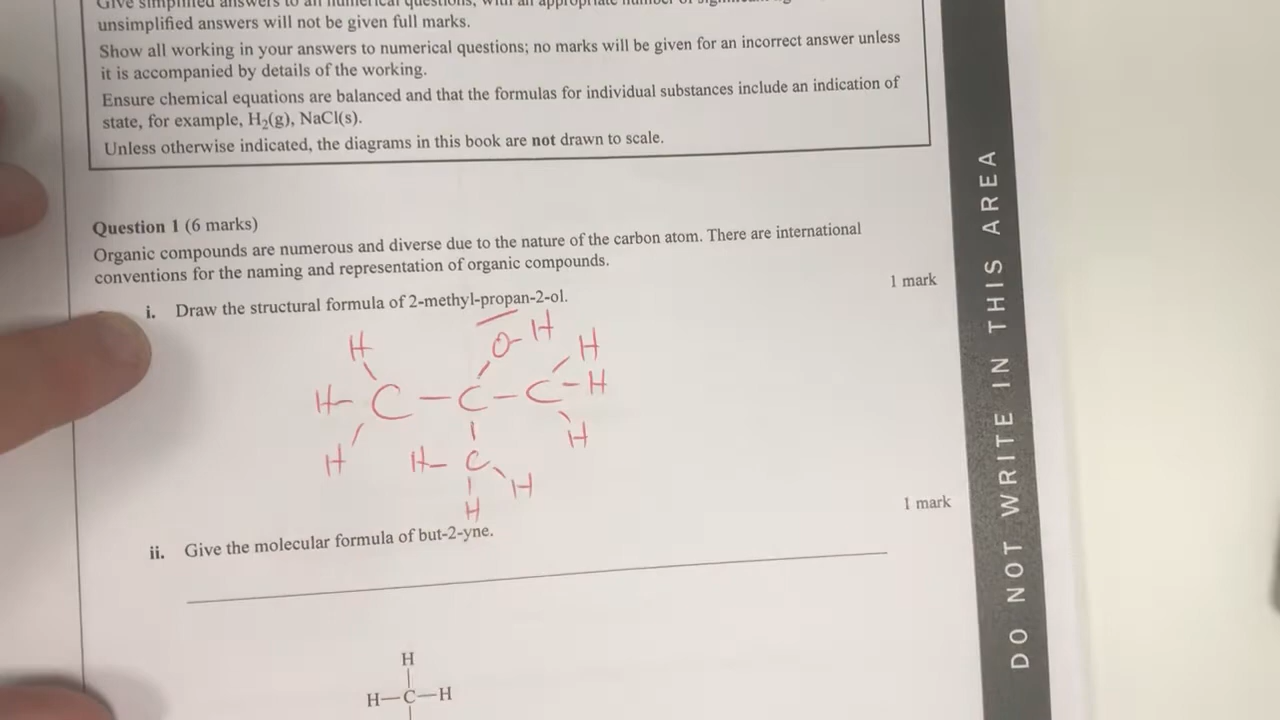 unsimplified answers will not be given full marks.
Show all working in your answers to numerical questions; no marks will be given for an incorrect answer unless
it is accompanied by details of the working.
Ensure chemical equations are balanced and that the formulas for individual substances include an indication of
state, for example, H₂(g), NaCl(s).
Unless otherwise indicated, the diagrams in this book are not drawn to scale.
Question 1 (6 marks)
Organic compounds are numerous and diverse due to the nature of the carbon atom. There are international
conventions for the naming and representation of organic compounds.
1 mark
i. Draw the structural formula of 2-methyl-propan-2-ol.
H O-H H
H-C-C-C-H
H H-C H
H
H
1 mark
ii. Give the molecular formula of but-2-yne.
H
H-C-H
DO NOT WRITE IN THIS AREA